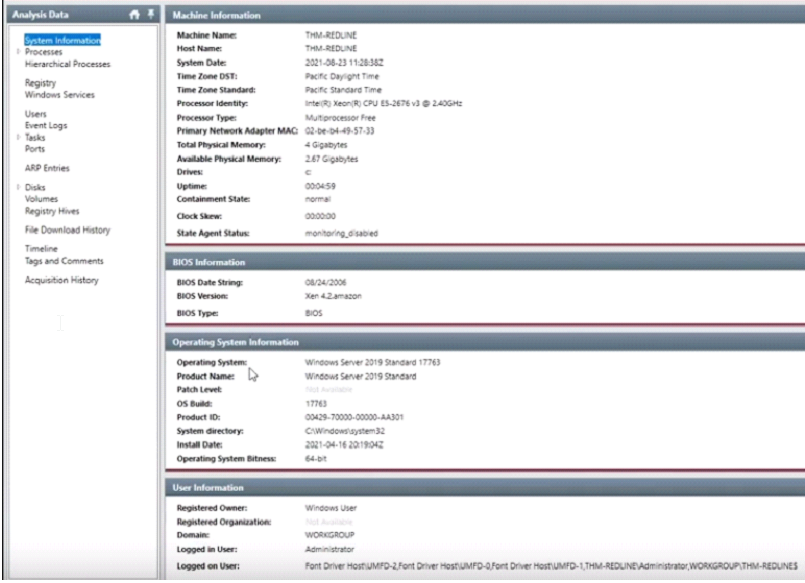 Analysis Data
System Information
Processes
Hierarchical Processes
Registry
Windows Services
Users
Event Logs
Tasks
Ports
ARP Entries
Disks
Volumes
Registry Hives
File Download History
Timeline
Tags and Comments
Acquisition History
Machine Information
Machine Name: THM-REDLINE
Host Name: THM-REDLINE
System Date: 2021-08-23 11:28:38Z
Time Zone DST: Pacific Daylight Time
Time Zone Standard: Pacific Standard Time
Processor Identity: Intel(R) Xeon(R) CPU E5-2676 v3 @ 2.40GHz
Processor Type: Multiprocessor Free
Primary Network Adapter MAC: 02-be-b4-49-57-33
Total Physical Memory: 4 Gigabytes
Available Physical Memory: 2.67 Gigabytes
Drives: c:
Uptime: 00:04:59
Containment State: normal
Clock Skew: 00:00:00
State Agent Status: monitoring_disabled
BIOS Information
BIOS Date String: 08/24/2006
BIOS Version: Xen 4.2.amazon
BIOS Type: BIOS
Operating System Information
Operating System: Windows Server 2019 Standard 17763
Product Name: Windows Server 2019 Standard
Patch Level: Not Available
OS Build: 17763
Product ID: 00429-70000-00000-AA301
System directory: C:\Windows\system32
Install Date: 2021-04-16 20:19:04Z
Operating System Bitness: 64-bit
User Information
Registered Owner: Windows User
Registered Organization: Not Available
Domain: WORKGROUP
Logged in User: Administrator
Logged on User: Font Driver Host\UMFD-2,Font Driver Host\UMFD-0,Font Driver Host\UMFD-1,THM-REDLINE\Administrator,WORKGROUP\THM-REDLINE$